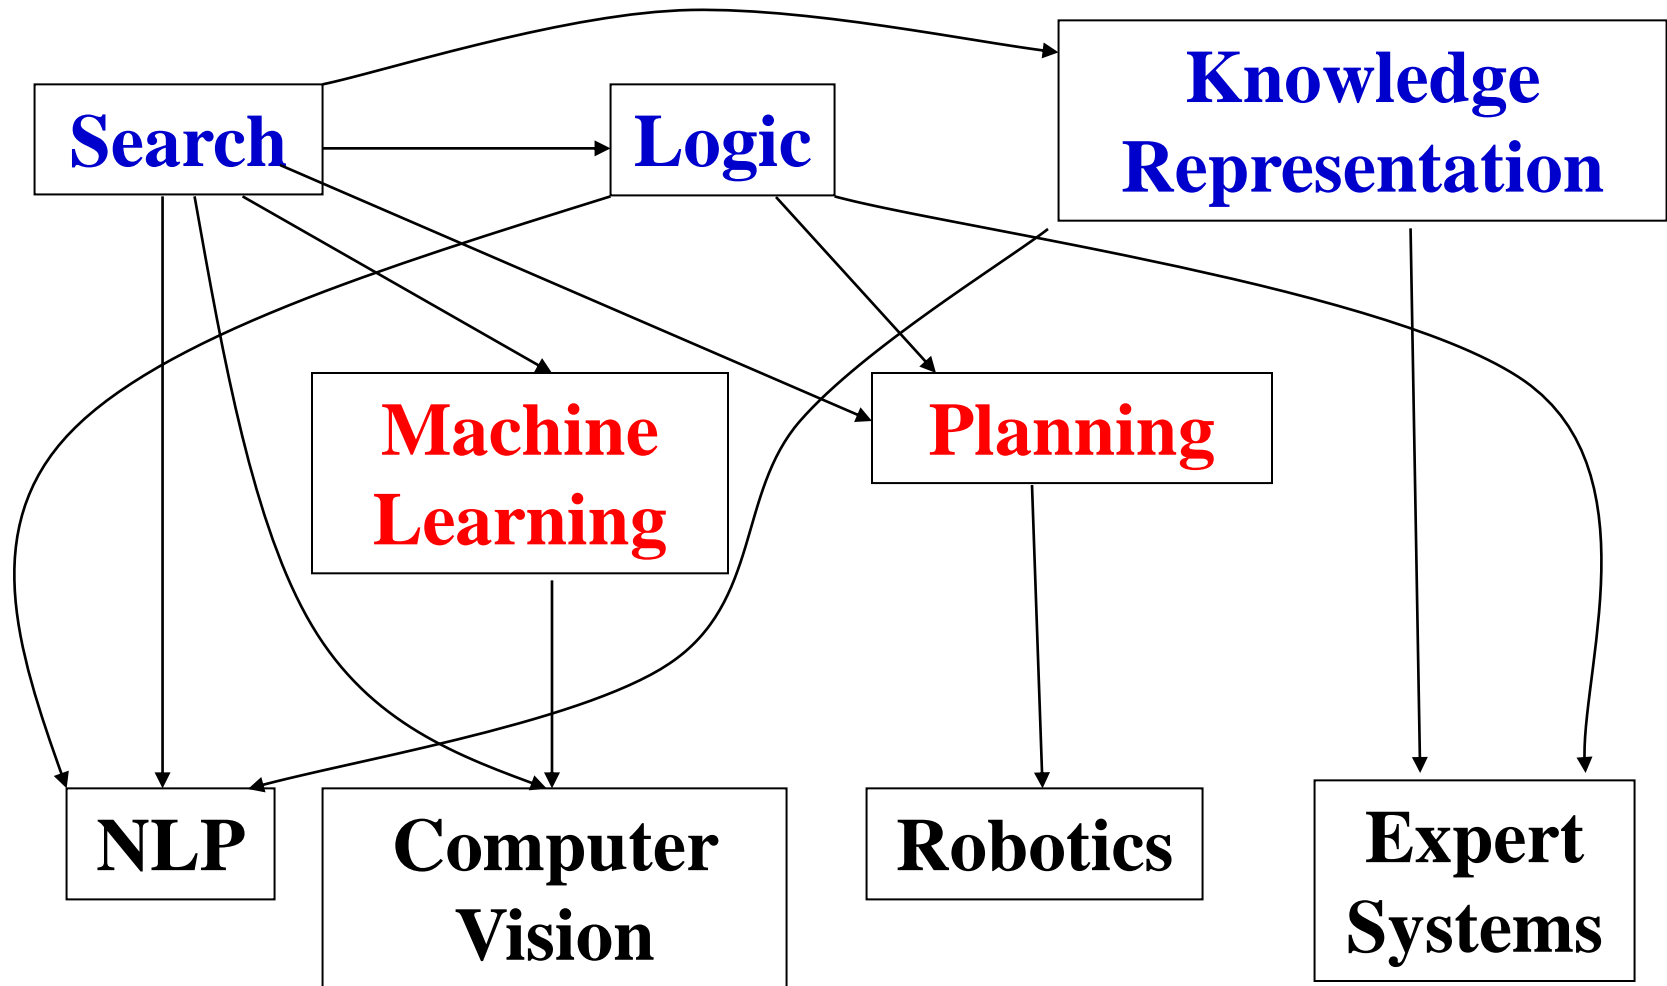 Search
Logic
Knowledge
Representation
Machine
Learning
Planning
NLP
Computer
Vision
Robotics
Expert
Systems